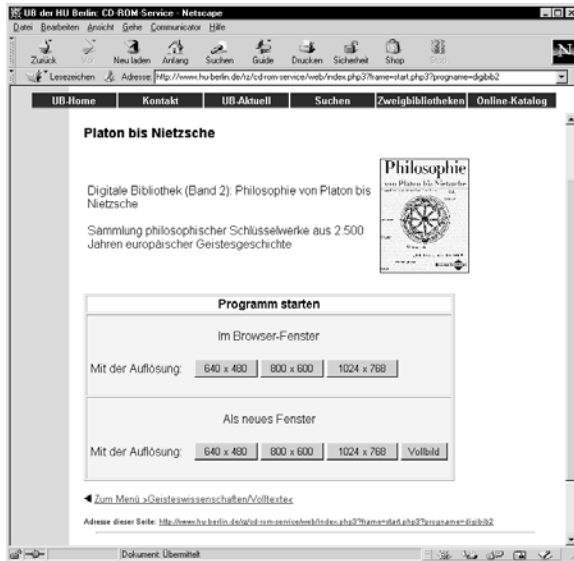 UB der HU Berlin: CD-ROM-Service - Netscape
Datei Bearbeiten Ansicht Gehe Communicator Hilfe
Zurück Vor Neu laden Anfang Suchen Guide Drucken Sicherheit Shop Stop
Lesezeichen Adresse: http://www.hu-berlin.de/rz/cd-rom-service/web/index.php3?frame=start.php3?progname=digibib2
UB-Home Kontakt UB-Aktuell Suchen Zweigbibliotheken Online-Katalog
Platon bis Nietzsche
Philosophie
von Platon bis Nietzsche
Digitale Bibliothek (Band 2): Philosophie von Platon bis
Nietzsche
Sammlung philosophischer Schlüsselwerke aus 2.500
Jahren europäischer Geistesgeschichte
Programm starten
Im Browser-Fenster
Mit der Auflösung: 640 x 480 800 x 600 1024 x 768
Als neues Fenster
Mit der Auflösung: 640 x 480 800 x 600 1024 x 768 Vollbild
Zum Menü >Geisteswissenschaften/Volltexte<
Adresse dieser Seite: http://www.hu-berlin.de/rz/cd-rom-service/web/index.php3?frame=start.php3?progname=digibib2
Dokument: Übermittelt